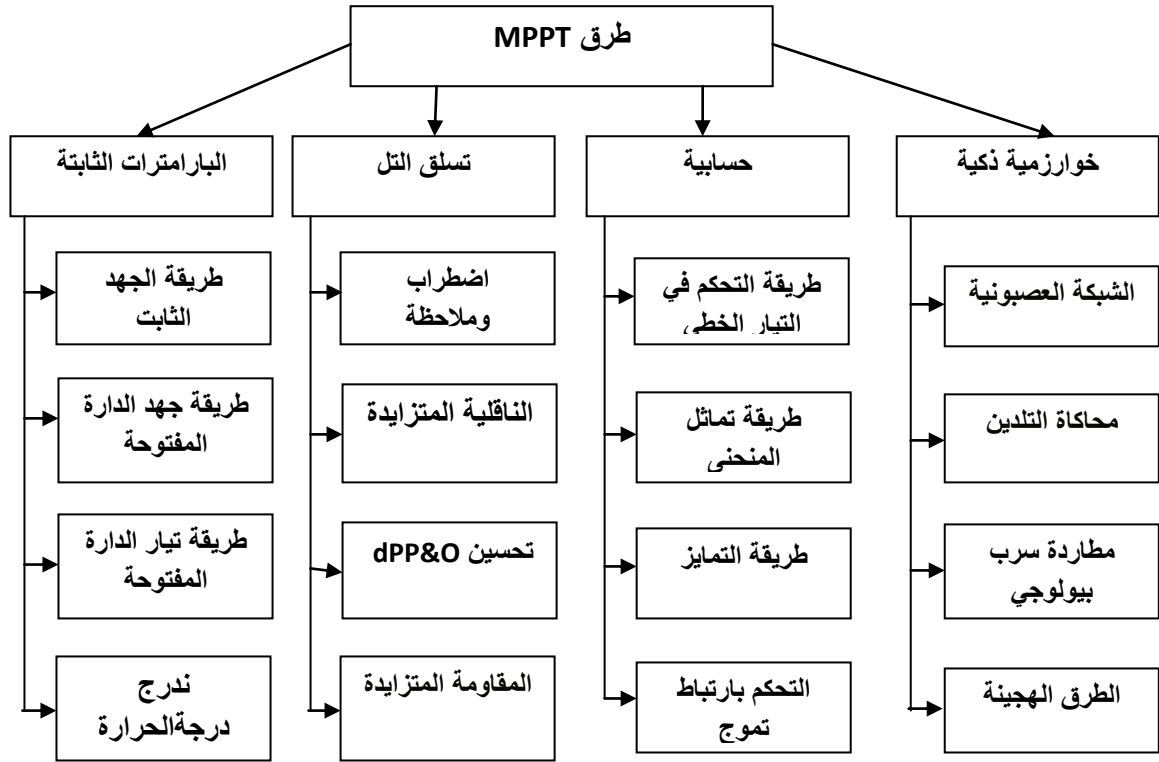 طرق MPPT
البارامترات الثابتة
تسلق التل
حسابية
خوارزمية ذكية
طريقة الجهد
الثابت
اضطراب
وملاحظة
طريقة التحكم في
التيار الخطي
الشبكة العصبونية
طريقة جهد الدارة
المفتوحة
الناقلية المتزايدة
طريقة تماثل
المنحنى
محاكاة التلدين
طريقة تيار الدارة
المفتوحة
تحسين dPP&O
طريقة التمايز
مطاردة سرب
بيولوجي
ندرج
درجةالحرارة
المقاومة المتزايدة
التحكم بارتباط
تموج
الطرق الهجينة